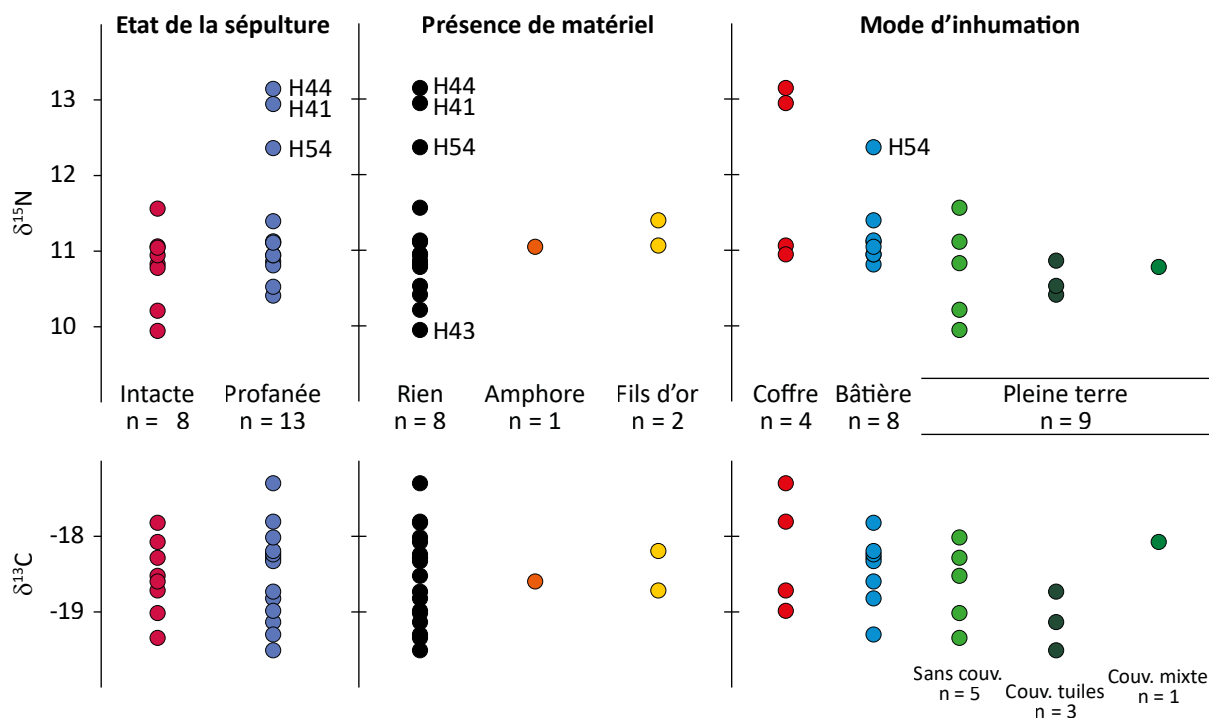 Etat de la sépulture
Présence de matériel
Mode d'inhumation
δ15N
13
12
11
10
H44
H41
H54
H44
H41
H54
H43
H54
Intacte
n = 8
Profanée
n = 13
Rien
n = 8
Amphore
n = 1
Fils d'or
n = 2
Coffre
n = 4
Bâtière
n = 8
Pleine terre
n = 9
δ13C
-18
-19
Sans couv.
n = 5
Couv. tuiles
n = 3
Couv. mixte
n = 1